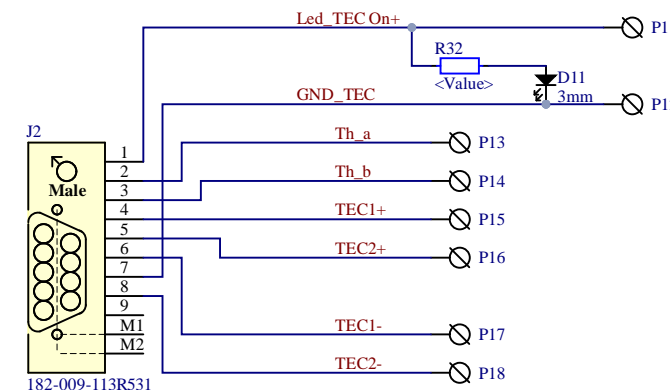 Led_TEC On+
P1
R32
<Value>
D11
3mm
GND_TEC
P1
J2
Male
1
2
3
4
5
6
7
8
9
M1
M2
Th_a
P13
Th_b
P14
TEC1+
P15
TEC2+
P16
TEC1-
P17
TEC2-
P18
182-009-113R531